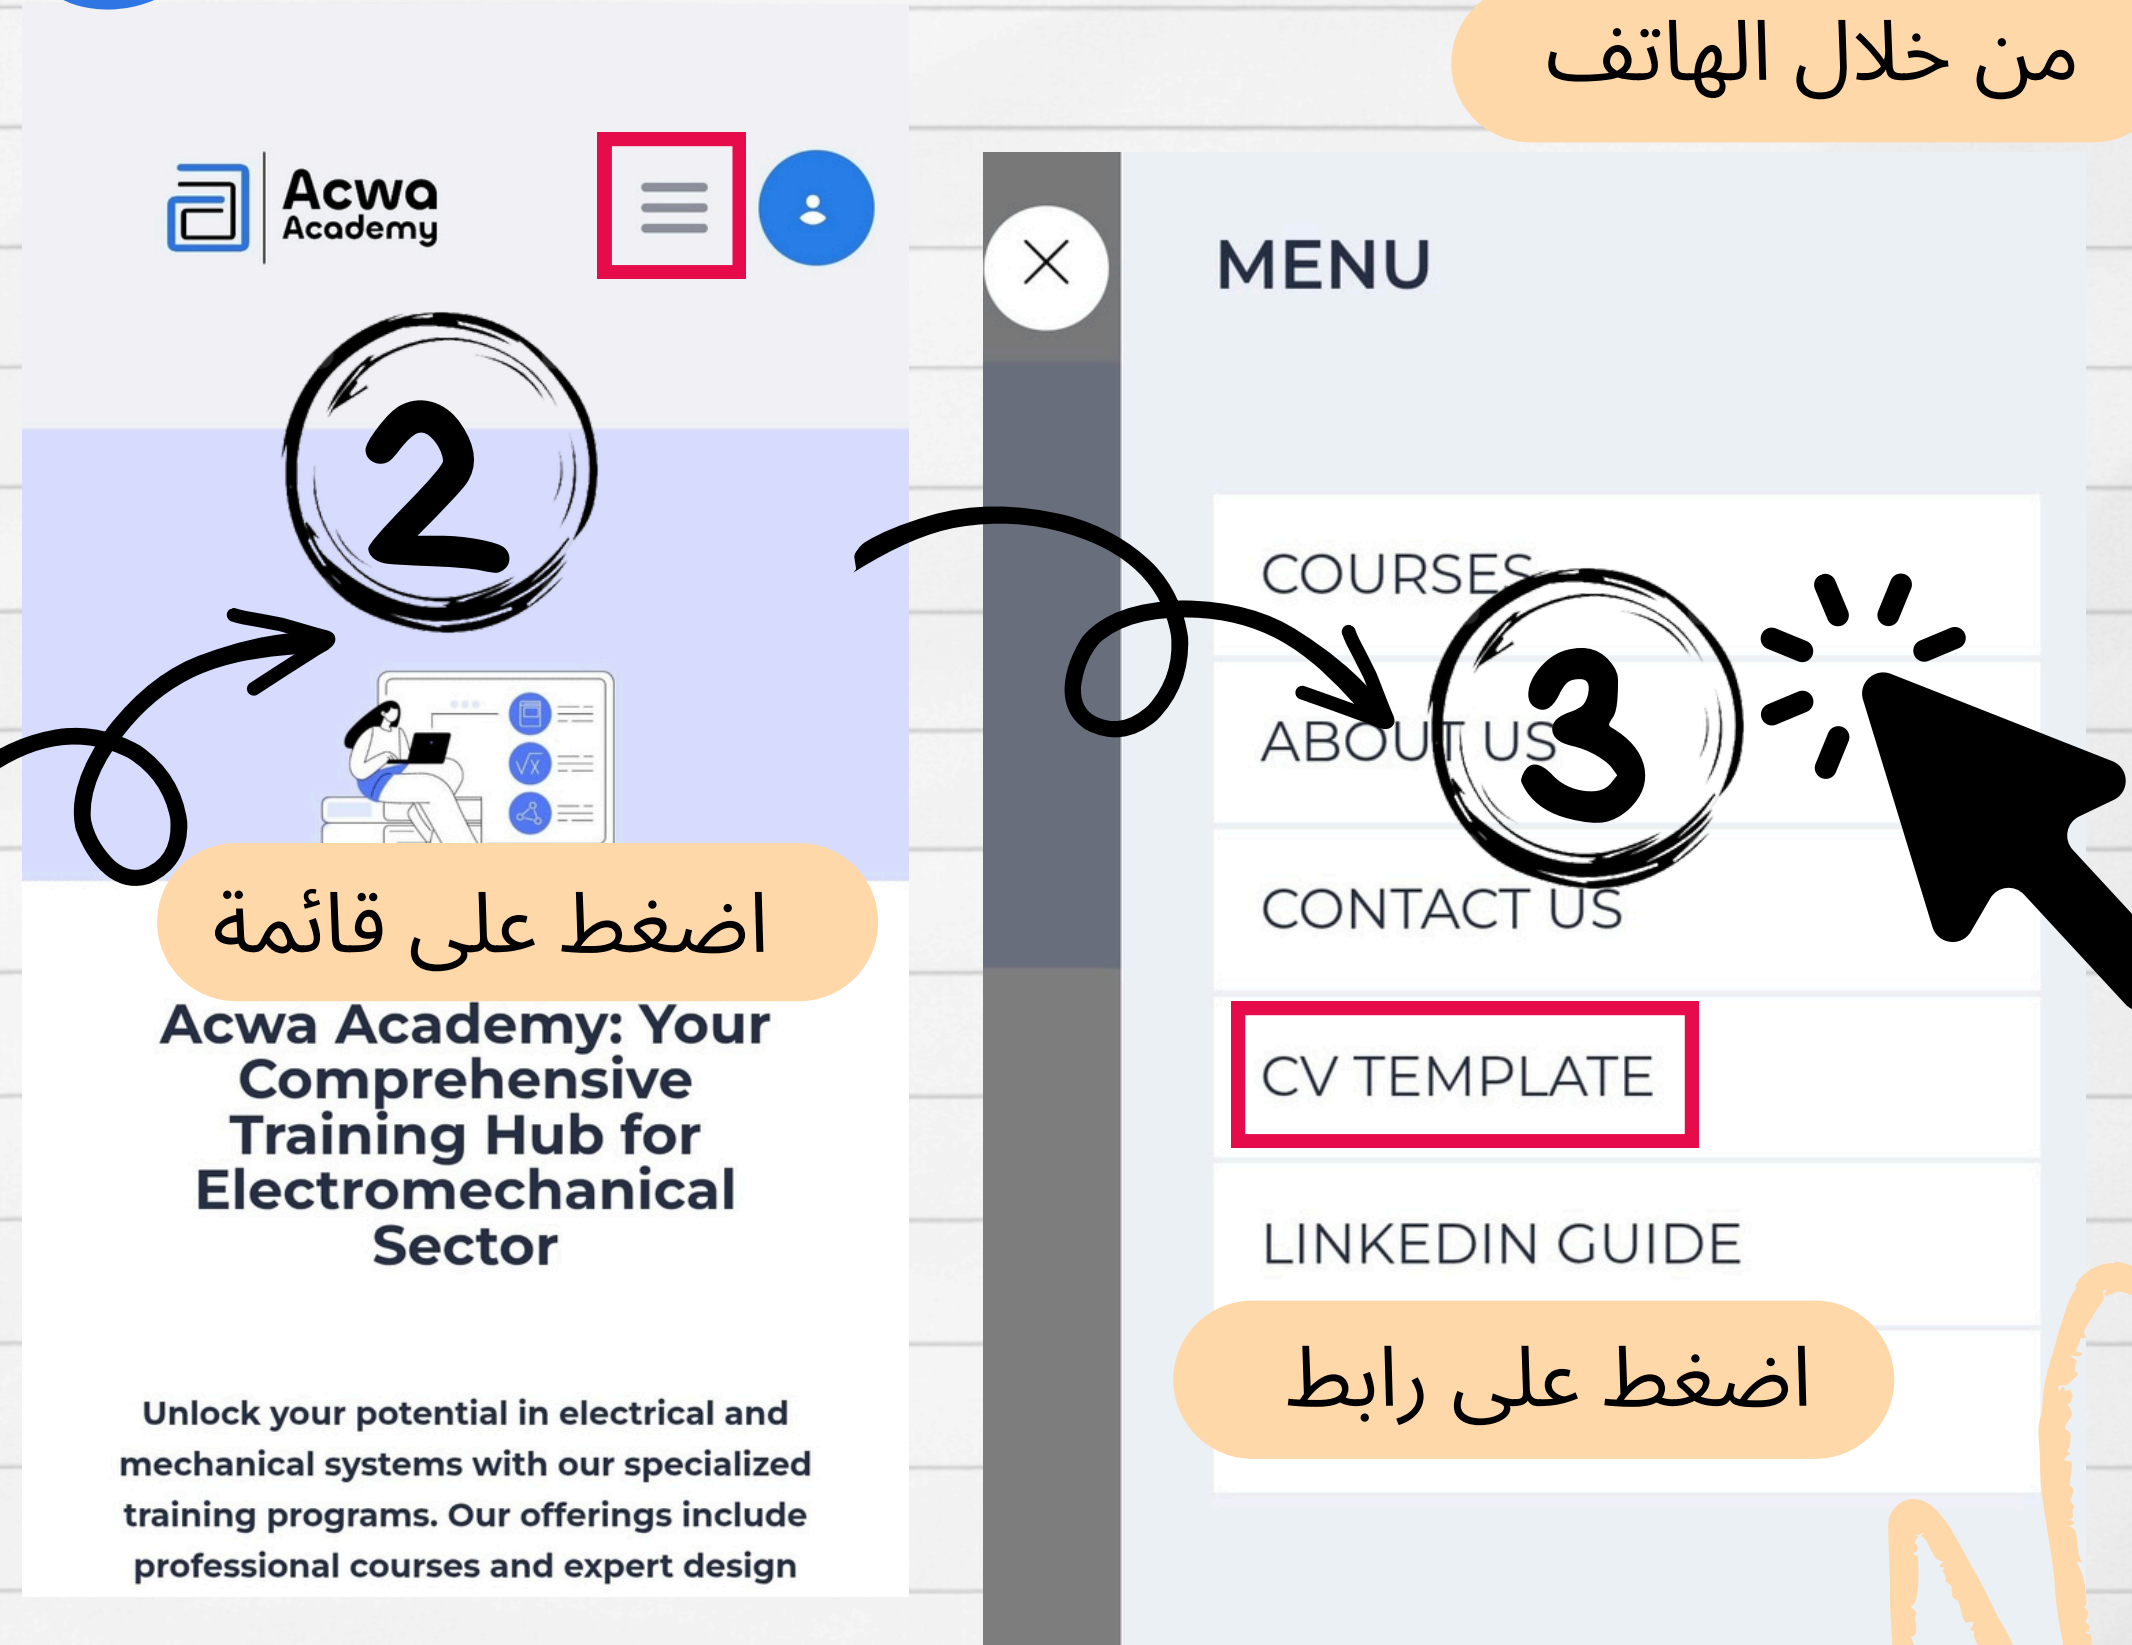 من خلال الهاتف
Acwa
Academy
2
اضغط على قائمة
Acwa Academy: Your
Comprehensive
Training Hub for
Electromechanical
Sector
Unlock your potential in electrical and
mechanical systems with our specialized
training programs. Our offerings include
professional courses and expert design
MENU
COURSES
3
ABOUT US
CONTACT US
CV TEMPLATE
LINKEDIN GUIDE
اضغط على رابط